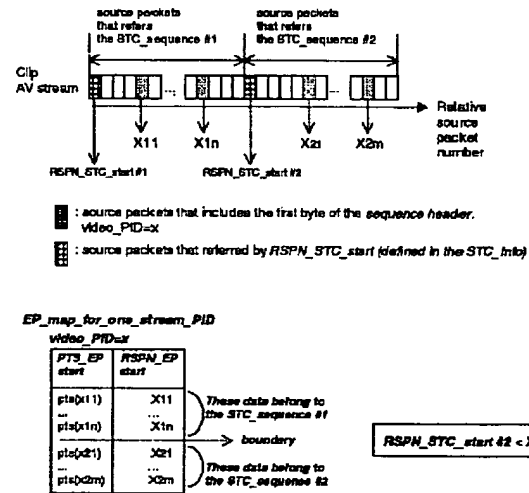 source packets
that refers
the STC_sequence #1
source packets
that refers
the STC_sequence #2
Clip
AV stream
...
...
X11
X1n
X21
X2m
Relative
source
packet
number
RSPN_STC_start #1
RSPN_STC_start #2
: source packets that includes the first byte of the sequence header.
video_PID=x
: source packets that referred by RSPN_STC_start (defined in the STC_Info)
EP_map_for_one_stream_PID
video_PID=x
PTS_EP
start
RSPN_EP
start
pts(x11)
X11
...
...
pts(x1n)
X1n
These data belong to
the STC_sequence #1
boundary
pts(x21)
X21
...
...
pts(x2m)
X2m
These data belong to
the STC_sequence #2
RSPN_STC_start #2 < X